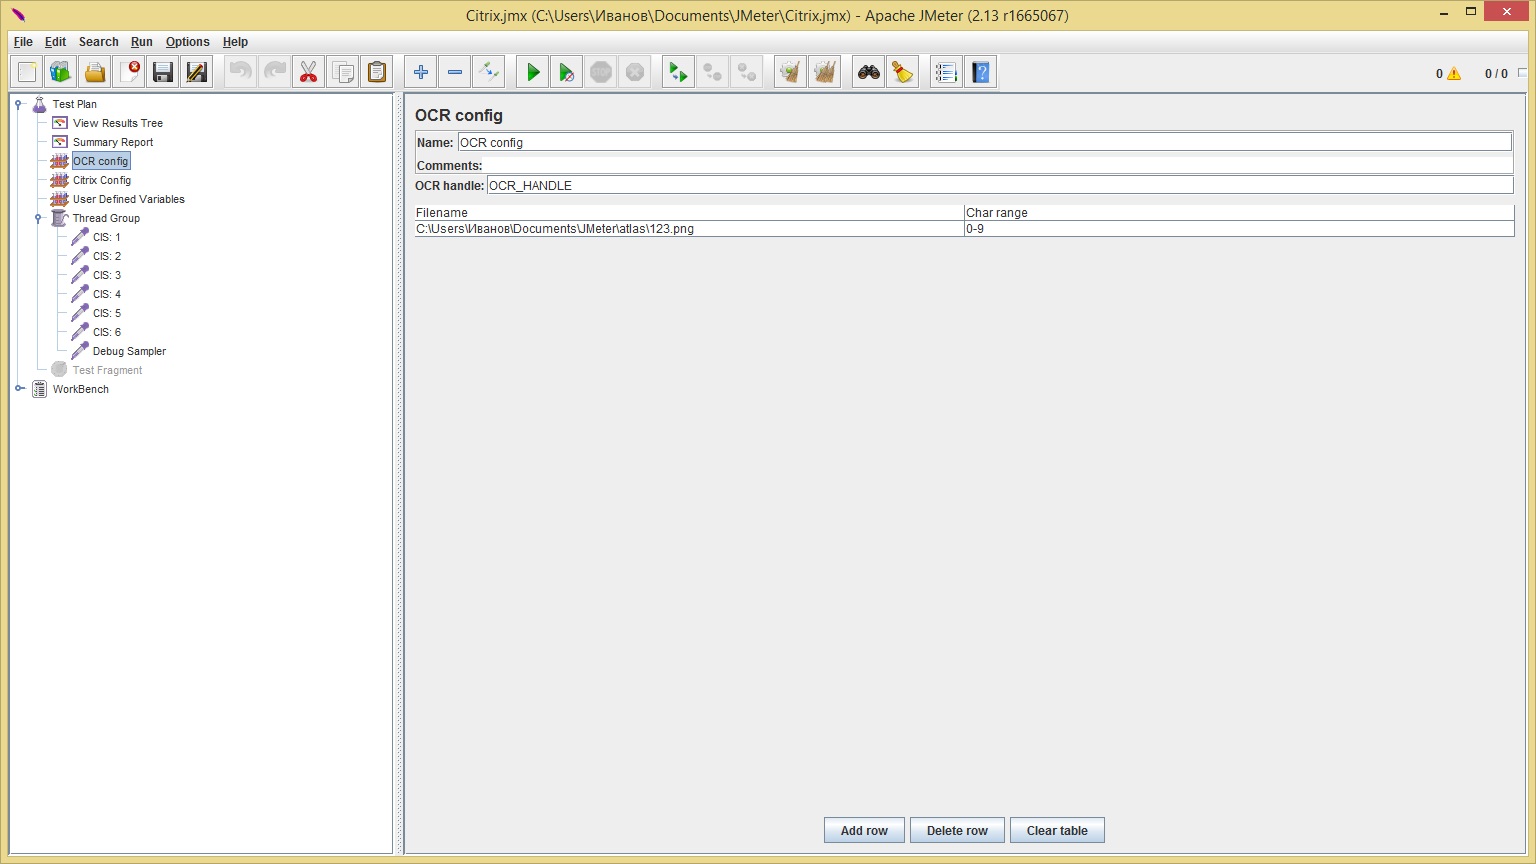 Citrix.jmx (C:\Users\Иванов\Documents\JMeter\Citrix.jmx) - Apache JMeter (2.13 r1665067)
File Edit Search Run Options Help
0 0 / 0
Test Plan
View Results Tree
Summary Report
OCR config
Citrix Config
User Defined Variables
Thread Group
CIS: 1
CIS: 2
CIS: 3
CIS: 4
CIS: 5
CIS: 6
Debug Sampler
Test Fragment
WorkBench
OCR config
Name: OCR config
Comments:
OCR handle: OCR_HANDLE
Filename Char range
C:\Users\Иванов\Documents\JMeter\atlas\123.png 0-9
Add row Delete row Clear table